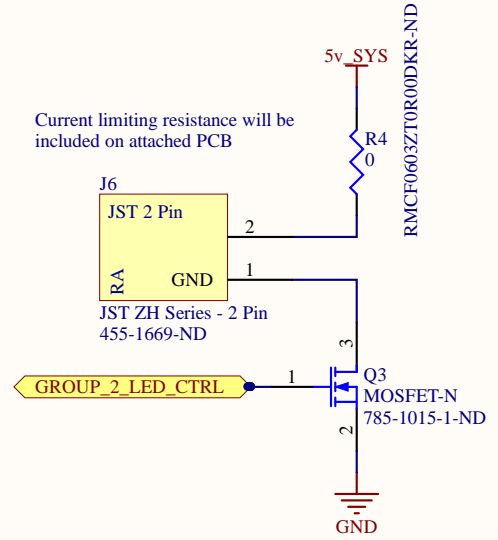 5v_SYS
RMCF0603ZT0R00DKR-ND
Current limiting resistance will be
included on attached PCB
R4
0
J6
JST 2 Pin
2
1
RA
GND
JST ZH Series - 2 Pin
455-1669-ND
3
GROUP_2_LED_CTRL
1
Q3
MOSFET-N
785-1015-1-ND
2
GND